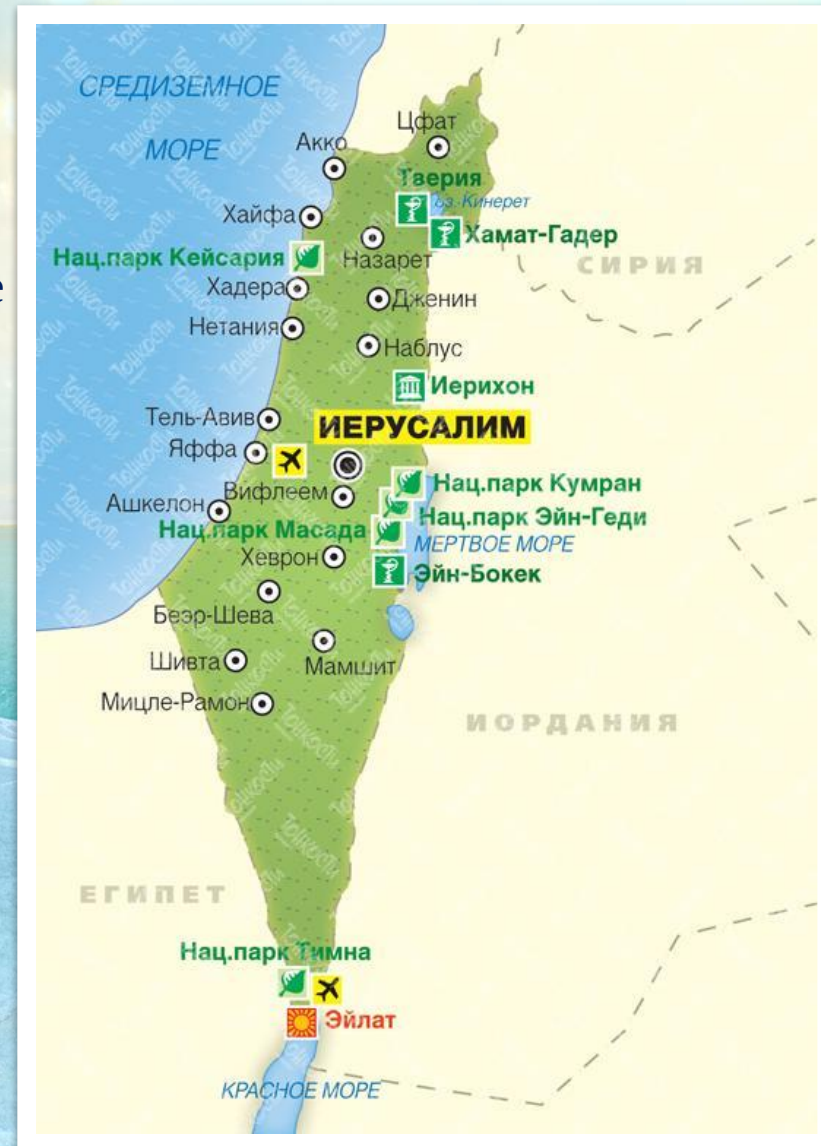 СРЕДИЗЕМНОЕ
МОРЕ
Цфат
Акко
Тверия
оз. Кинерет
Хайфа
Хамат-Гадер
Назарет
Нац.парк Кейсария
СИРИЯ
Хадера
Дженин
Нетания
Наблус
Иерихон
Тель-Авив
ИЕРУСАЛИМ
Яффа
Нац.парк Кумран
Вифлеем
Ашкелон
Нац.парк Эйн-Геди
Нац.парк Масада
МЕРТВОЕ МОРЕ
Хеврон
Эйн-Бокек
Беэр-Шева
Шивта
Мамшит
Мицле-Рамон
ИОРДАНИЯ
ЕГИПЕТ
Нац.парк Тимна
Эйлат
КРАСНОЕ МОРЕ
е